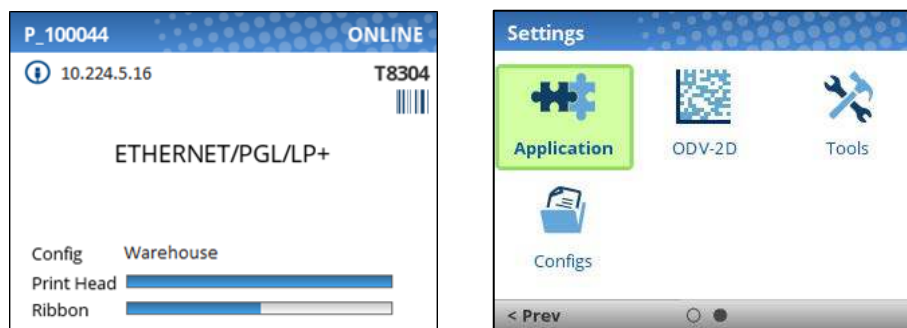 P_100044 ONLINE
10.224.5.16 T8304
ETHERNET/PGL/LP+
Config Warehouse
Print Head
Ribbon
Settings
Application ODV-2D Tools
Configs
< Prev